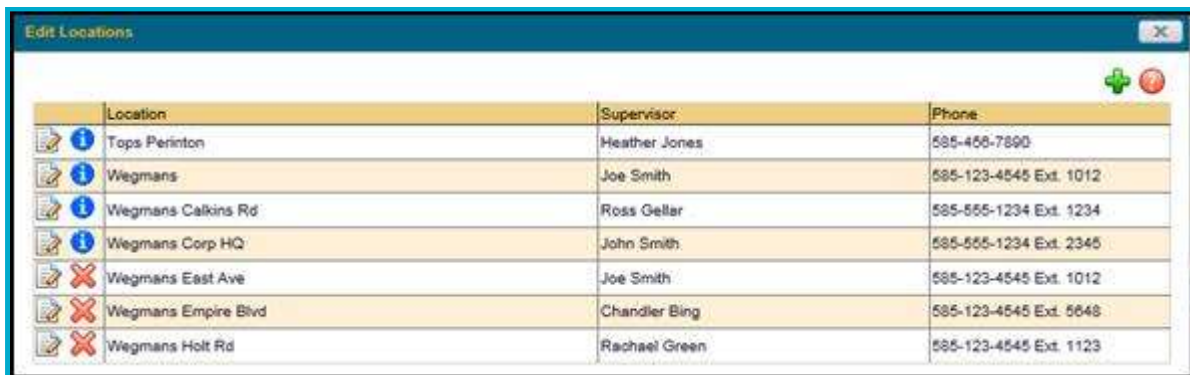 Edit Locations
Location Supervisor Phone
Tops Perinton Heather Jones 585-456-7890
Wegmans Joe Smith 585-123-4545 Ext. 1012
Wegmans Calkins Rd Ross Gellar 585-555-1234 Ext. 1234
Wegmans Corp HQ John Smith 585-555-1234 Ext. 2345
Wegmans East Ave Joe Smith 585-123-4545 Ext. 1012
Wegmans Empire Blvd Chandler Bing 585-123-4545 Ext. 5648
Wegmans Holt Rd Rachael Green 585-123-4545 Ext. 1123